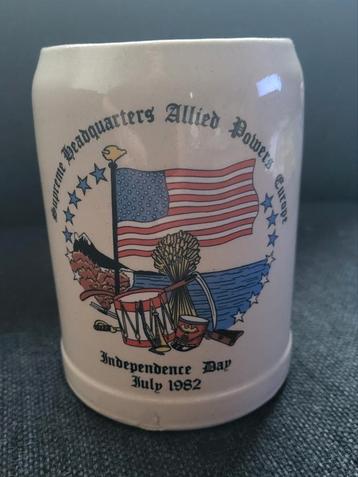 Supreme Headquarters Allied Powers Europe
Independence Day
July 1982